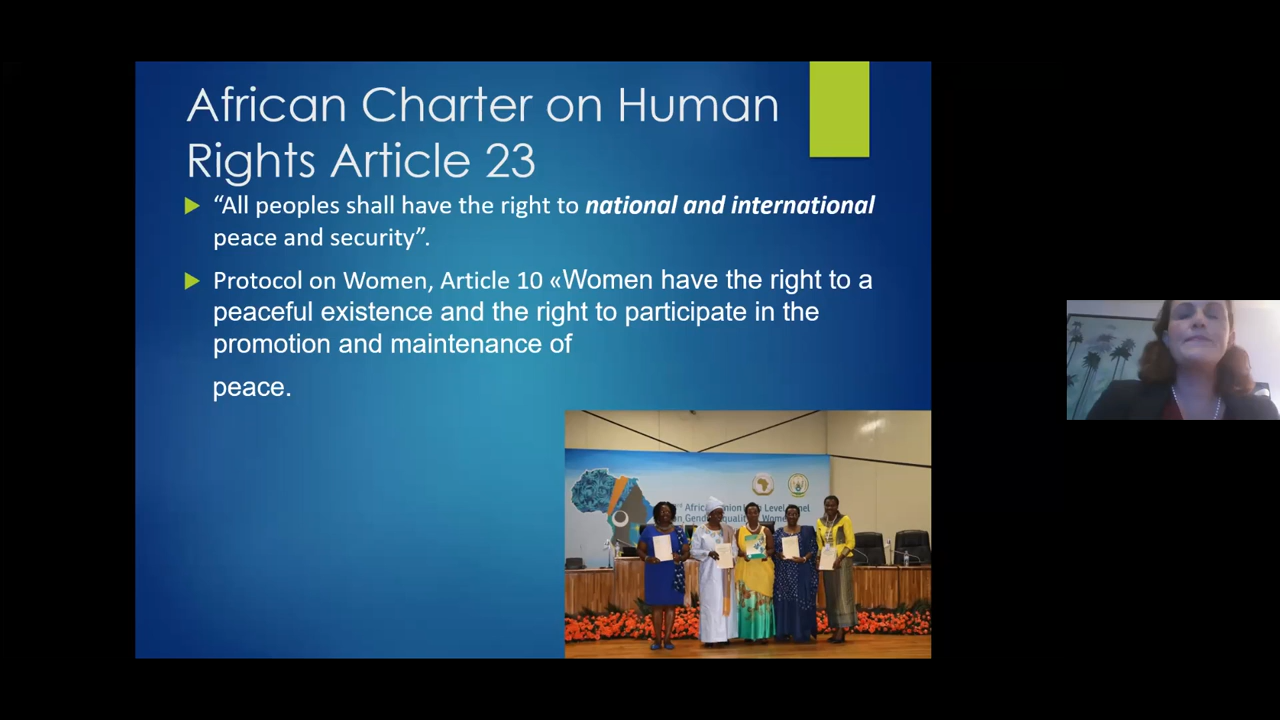 African Charter on Human
Rights Article 23
“All peoples shall have the right to national and international
peace and security”.
Protocol on Women, Article 10 «Women have the right to a
peaceful existence and the right to participate in the
promotion and maintenance of
peace.
Level
Gender